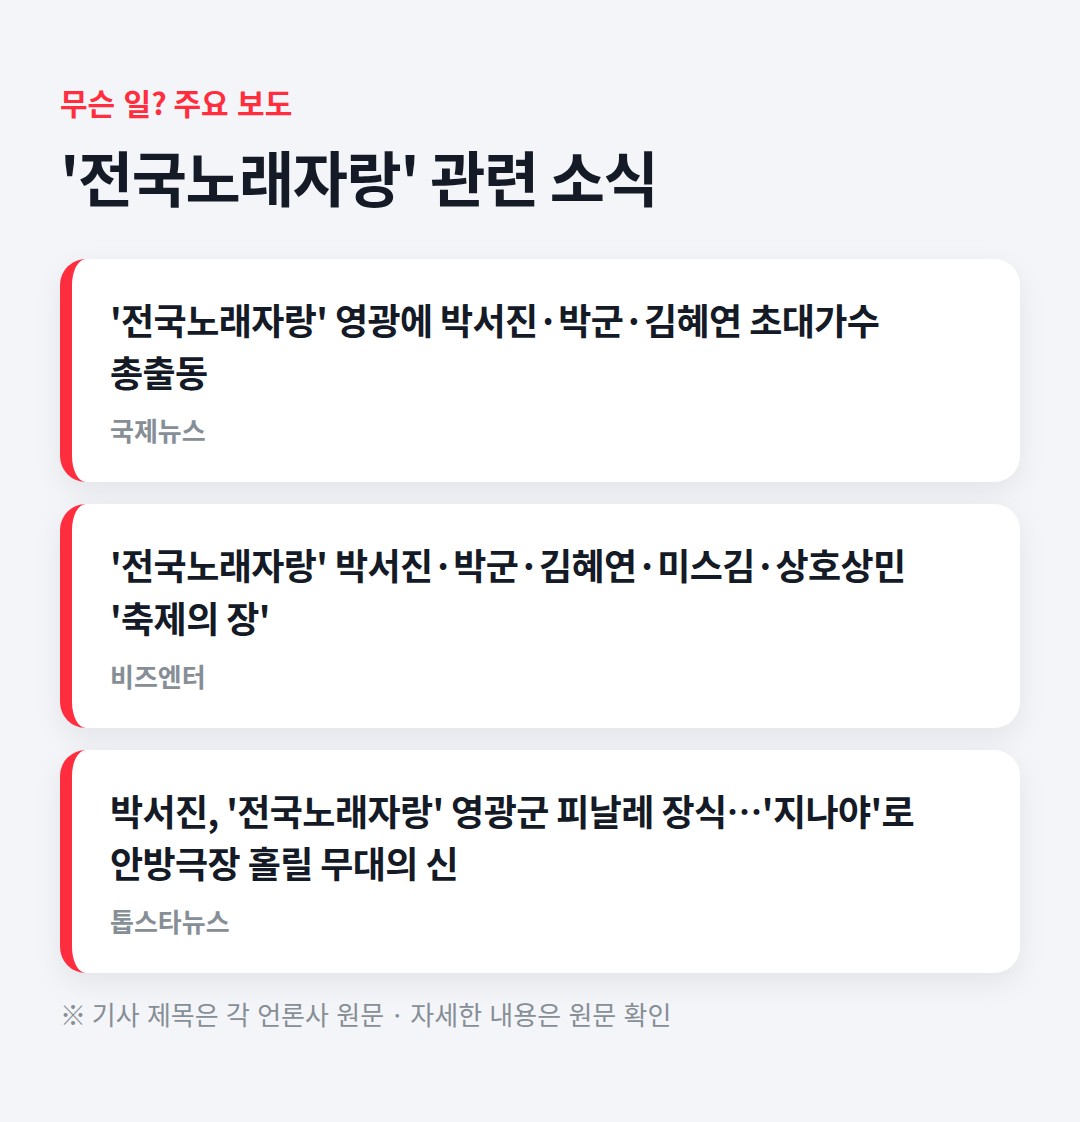 무슨 일? 주요 보도
'전국노래자랑' 관련 소식
'전국노래자랑' 영광에 박서진·박군·김혜연 초대가수
총출동
국제뉴스
'전국노래자랑' 박서진·박군·김혜연·미스김·상호상민
'축제의 장'
비즈엔터
박서진, '전국노래자랑' 영광군 피날레 장식…'지나야'로
안방극장 홀릴 무대의 신
톱스타뉴스
※ 기사 제목은 각 언론사 원문 · 자세한 내용은 원문 확인